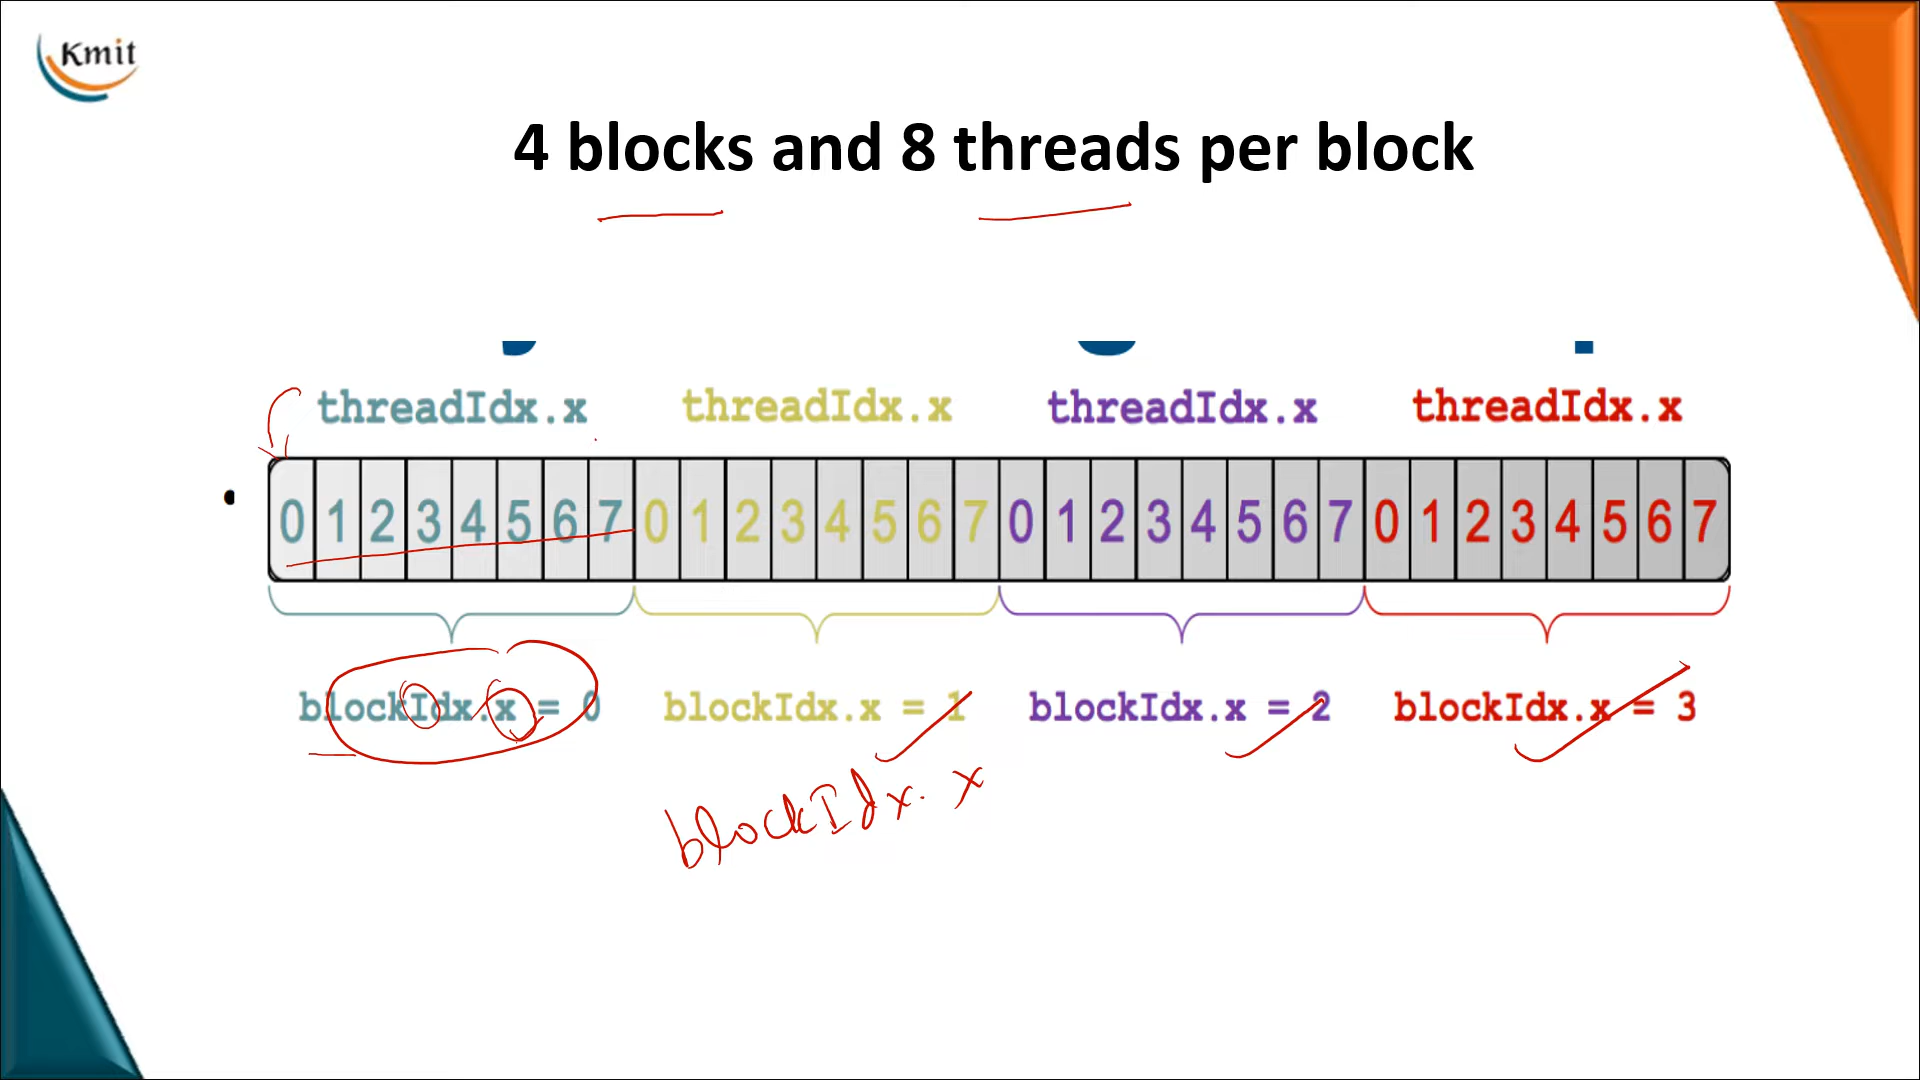 Kmit
4 blocks and 8 threads per block
threadIdx.x threadIdx.x threadIdx.x threadIdx.x
0 1 2 3 4 5 6 7 0 1 2 3 4 5 6 7 0 1 2 3 4 5 6 7 0 1 2 3 4 5 6 7
blockIdx.x = 0 blockIdx.x = 1 blockIdx.x = 2 blockIdx.x = 3
blockIdx.x